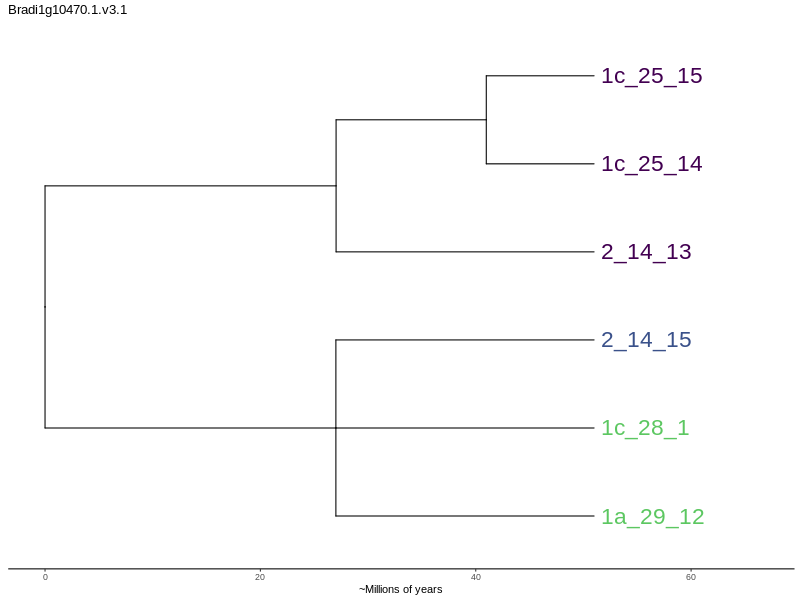 Bradi1g10470.1.v3.1
1c_25_15
1c_25_14
2_14_13
2_14_15
1c_28_1
1a_29_12
0 20 40 60
~Millions of years